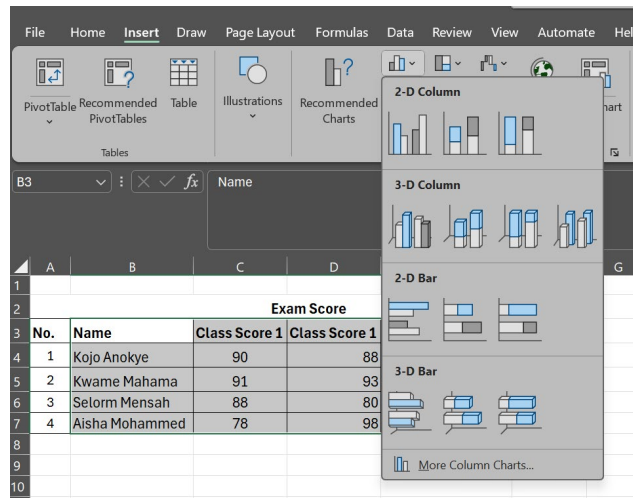 File Home Insert Draw Page Layout Formulas Data Review View Automate Hel
PivotTable Recommended PivotTables Table Illustrations Recommended Charts hart
Tables
B3 fx Name
2-D Column
3-D Column
2-D Bar
3-D Bar
More Column Charts...
A B C D G
1
2 Exam Score
3 No. Name Class Score 1 Class Score 1
4 1 Kojo Anokye 90 88
5 2 Kwame Mahama 91 93
6 3 Selorm Mensah 88 80
7 4 Aisha Mohammed 78 98
8
9
10